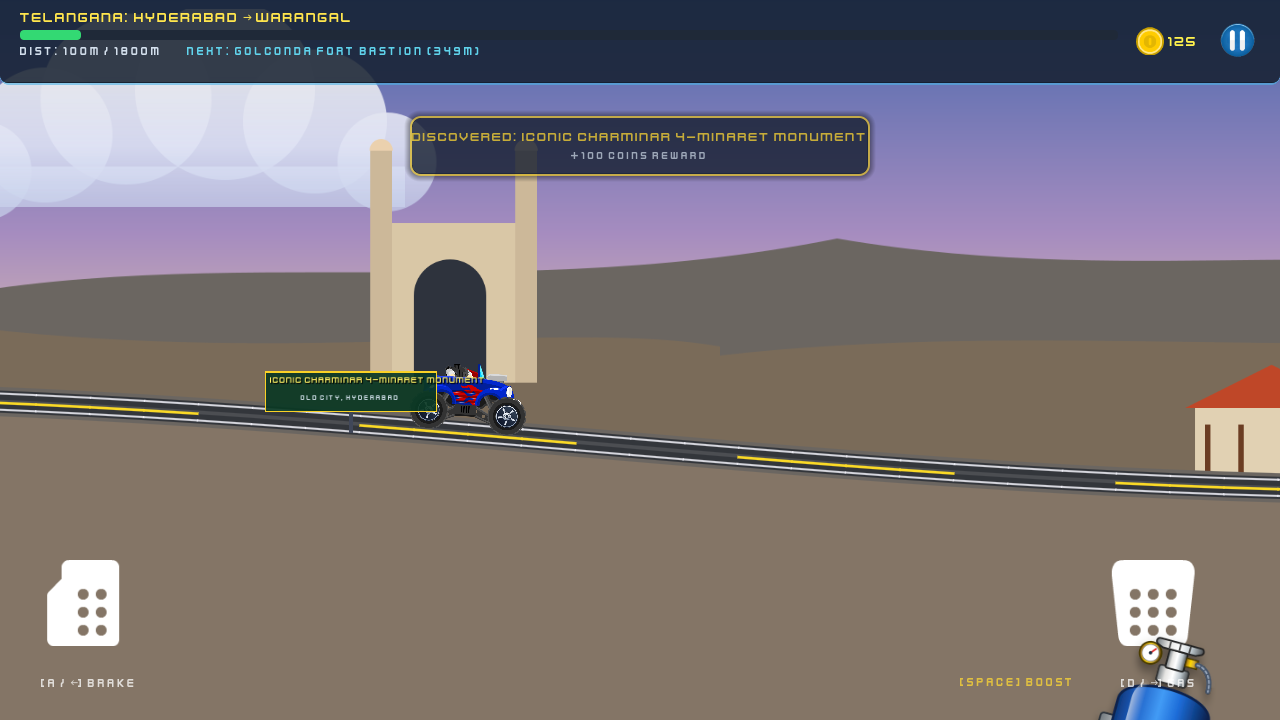 TELANGANA: HYDERABAD → WARANGAL
DIST: 100M / 1800M
NEXT: GOLCONDA FORT BASTION (349M)
125
DISCOVERED: ICONIC CHARMINAR 4-MINARET MONUMENT
+100 COINS REWARD
ICONIC CHARMINAR 4-MINARET MONUMENT
OLD CITY, HYDERABAD
[A / ←] BRAKE
[SPACE] BOOST
[D / →] GAS